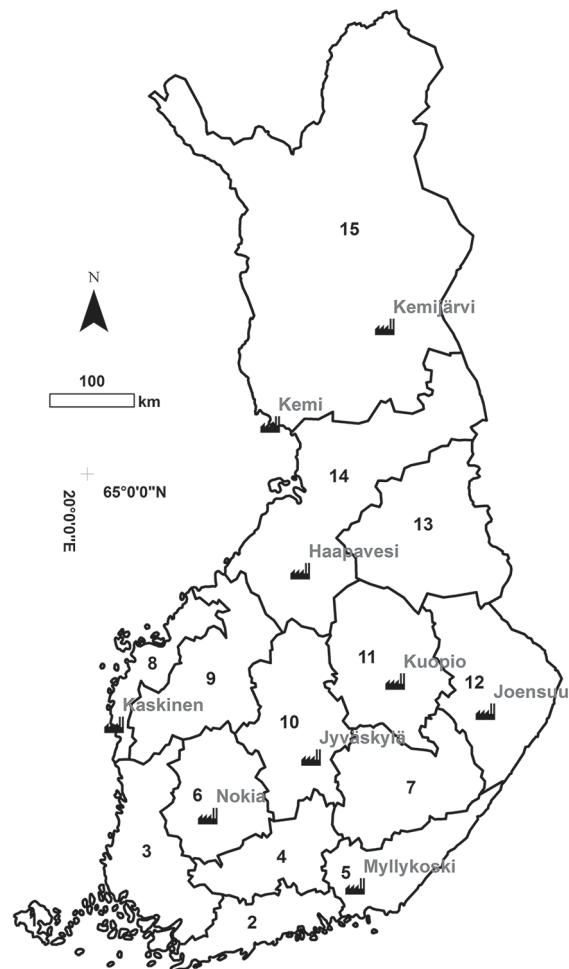 15
N
Kemijärvi
100
km
Kemi
14
65°0'0"N
20°0'0"E
13
Haapavesi
11
8
Kuopio
12
9
Joensuu
Kaskinen
10
Jyväskylä
7
6
Nokia
3
4
5
Myllykoski
2